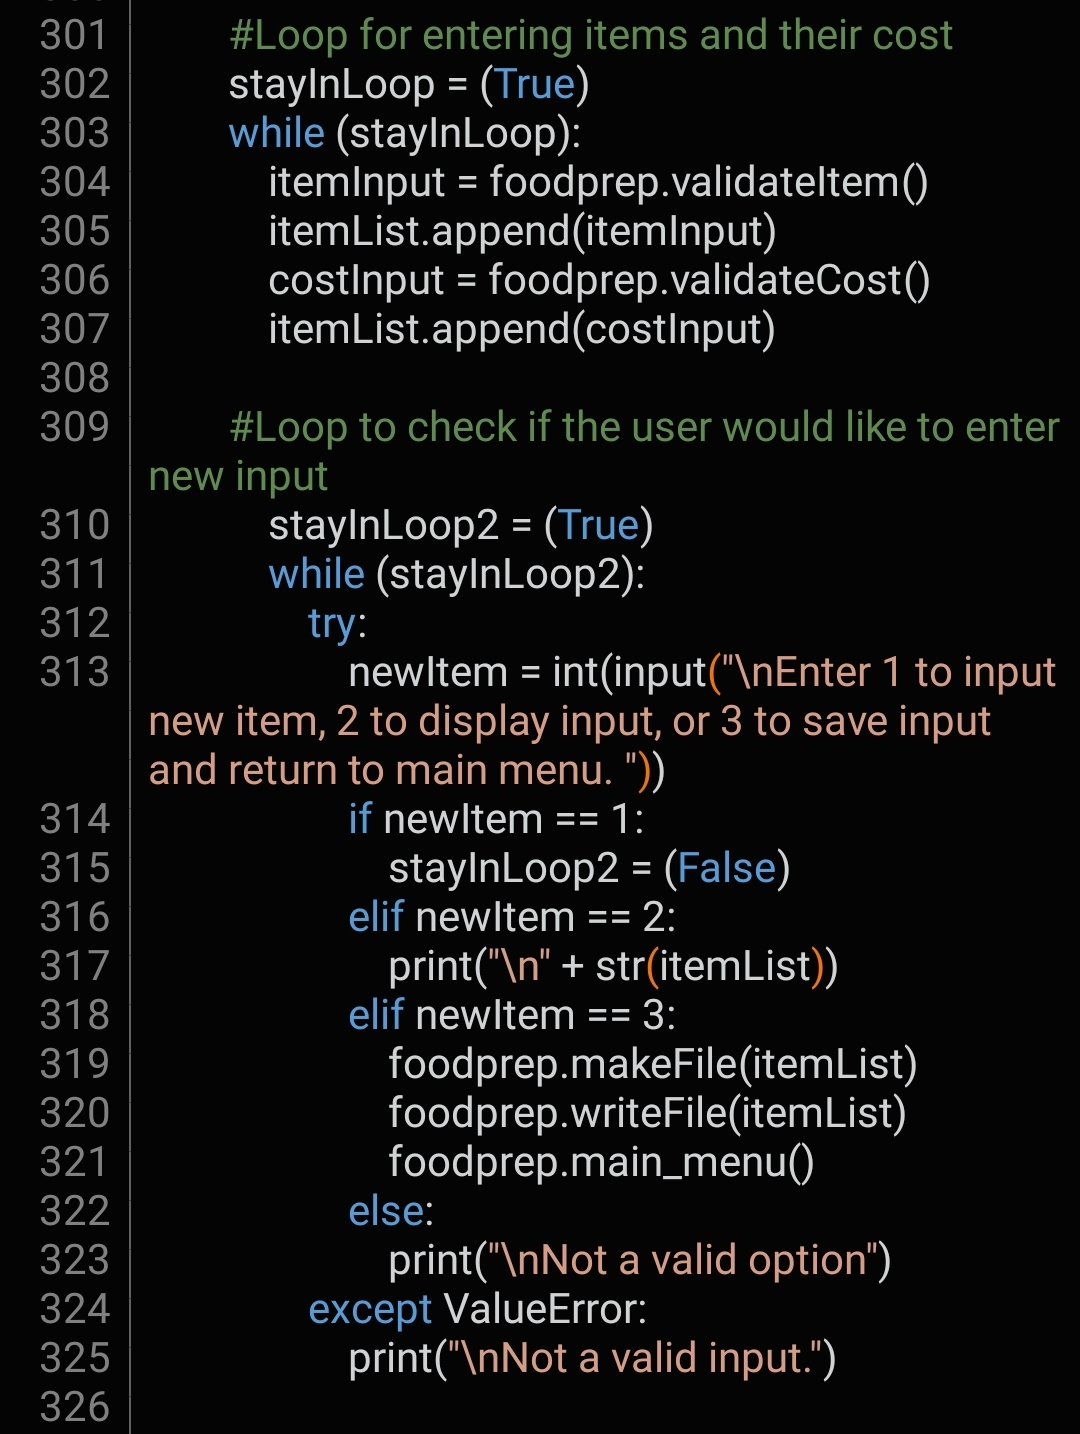 301 #Loop for entering items and their cost
302 stayInLoop = (True)
303 while (stayInLoop):
304 itemInput = foodprep.validateItem()
305 itemList.append(itemInput)
306 costInput = foodprep.validateCost()
307 itemList.append(costInput)
308
309 #Loop to check if the user would like to enter
new input
310 stayInLoop2 = (True)
311 while (stayInLoop2):
312 try:
313 newItem = int(input("\nEnter 1 to input
new item, 2 to display input, or 3 to save input
and return to main menu. "))
314 if newItem == 1:
315 stayInLoop2 = (False)
316 elif newItem == 2:
317 print("\n" + str(itemList))
318 elif newItem == 3:
319 foodprep.makeFile(itemList)
320 foodprep.writeFile(itemList)
321 foodprep.main_menu()
322 else:
323 print("\nNot a valid option")
324 except ValueError:
325 print("\nNot a valid input.")
326